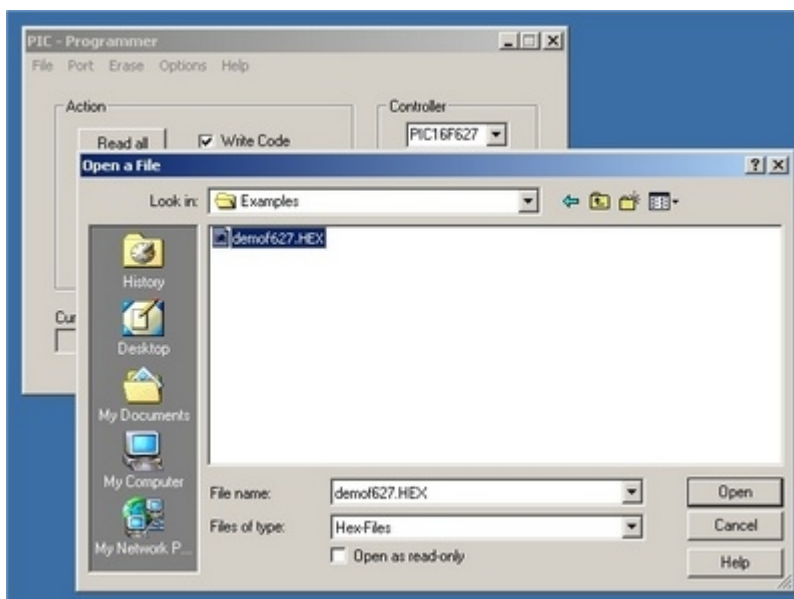 PIC - Programmer
File Port Erase Options Help
Action
Controller
Read all
Write Code
PIC16F627
Open a File
Look in:
Examples
demof627.HEX
History
Desktop
Cur
My Documents
My Computer
My Network P...
File name:
demof627.HEX
Open
Files of type:
Hex-Files
Cancel
Open as read-only
Help